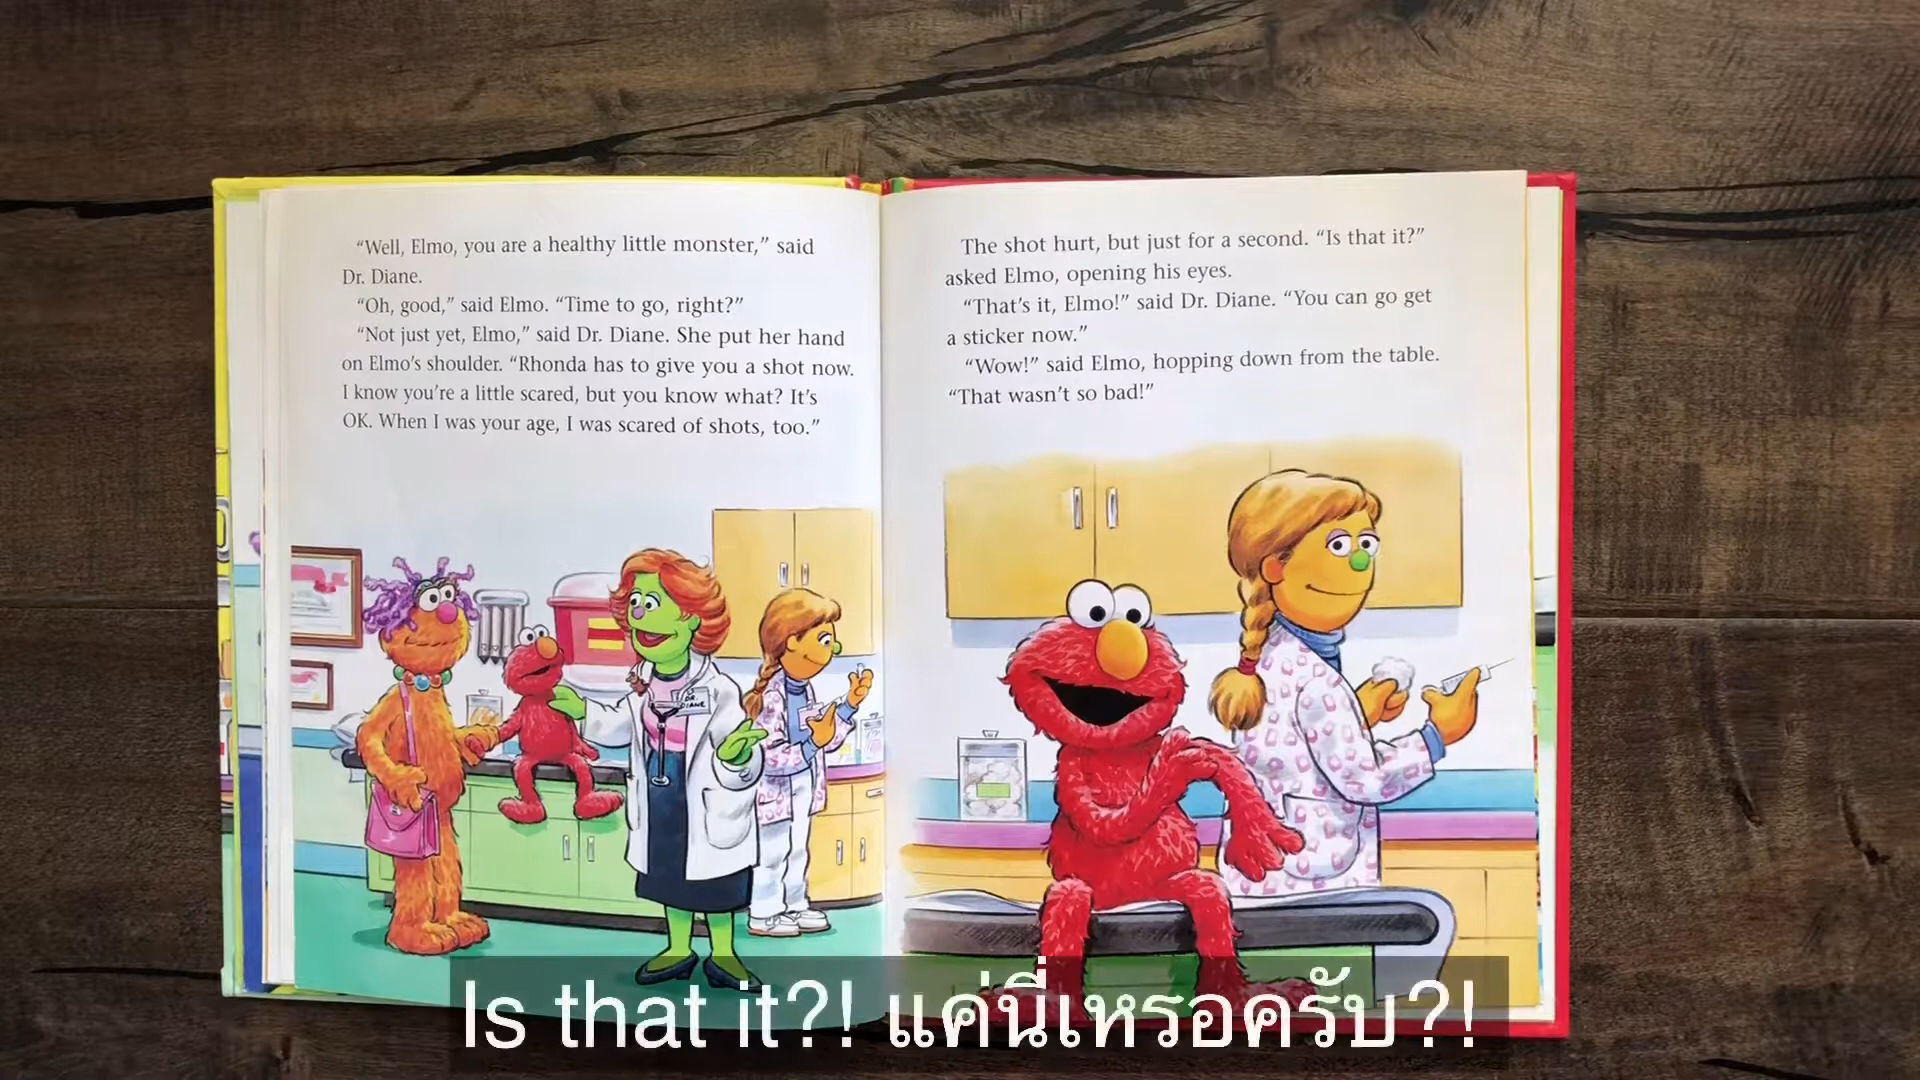 “Well, Elmo, you are a healthy little monster,” said
Dr. Diane.
“Oh, good,” said Elmo. “Time to go, right?”
“Not just yet, Elmo,” said Dr. Diane. She put her hand
on Elmo’s shoulder. “Rhonda has to give you a shot now.
I know you’re a little scared, but you know what? It’s
OK. When I was your age, I was scared of shots, too.”
DR.
DIANE
The shot hurt, but just for a second. “Is that it?”
asked Elmo, opening his eyes.
“That’s it, Elmo!” said Dr. Diane. “You can go get
a sticker now.”
“Wow!” said Elmo, hopping down from the table.
“That wasn’t so bad!”
Is that it?! แค่นี่เหรอครับ?!